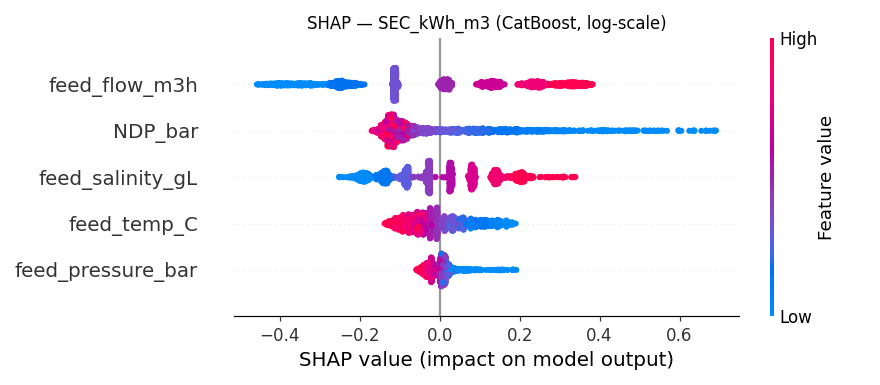 SHAP — SEC_kWh_m3 (CatBoost, log-scale)
High
feed_flow_m3h
NDP_bar
feed_salinity_gL
feed_temp_C
feed_pressure_bar
Feature value
Low
−0.4 −0.2 0.0 0.2 0.4 0.6
SHAP value (impact on model output)